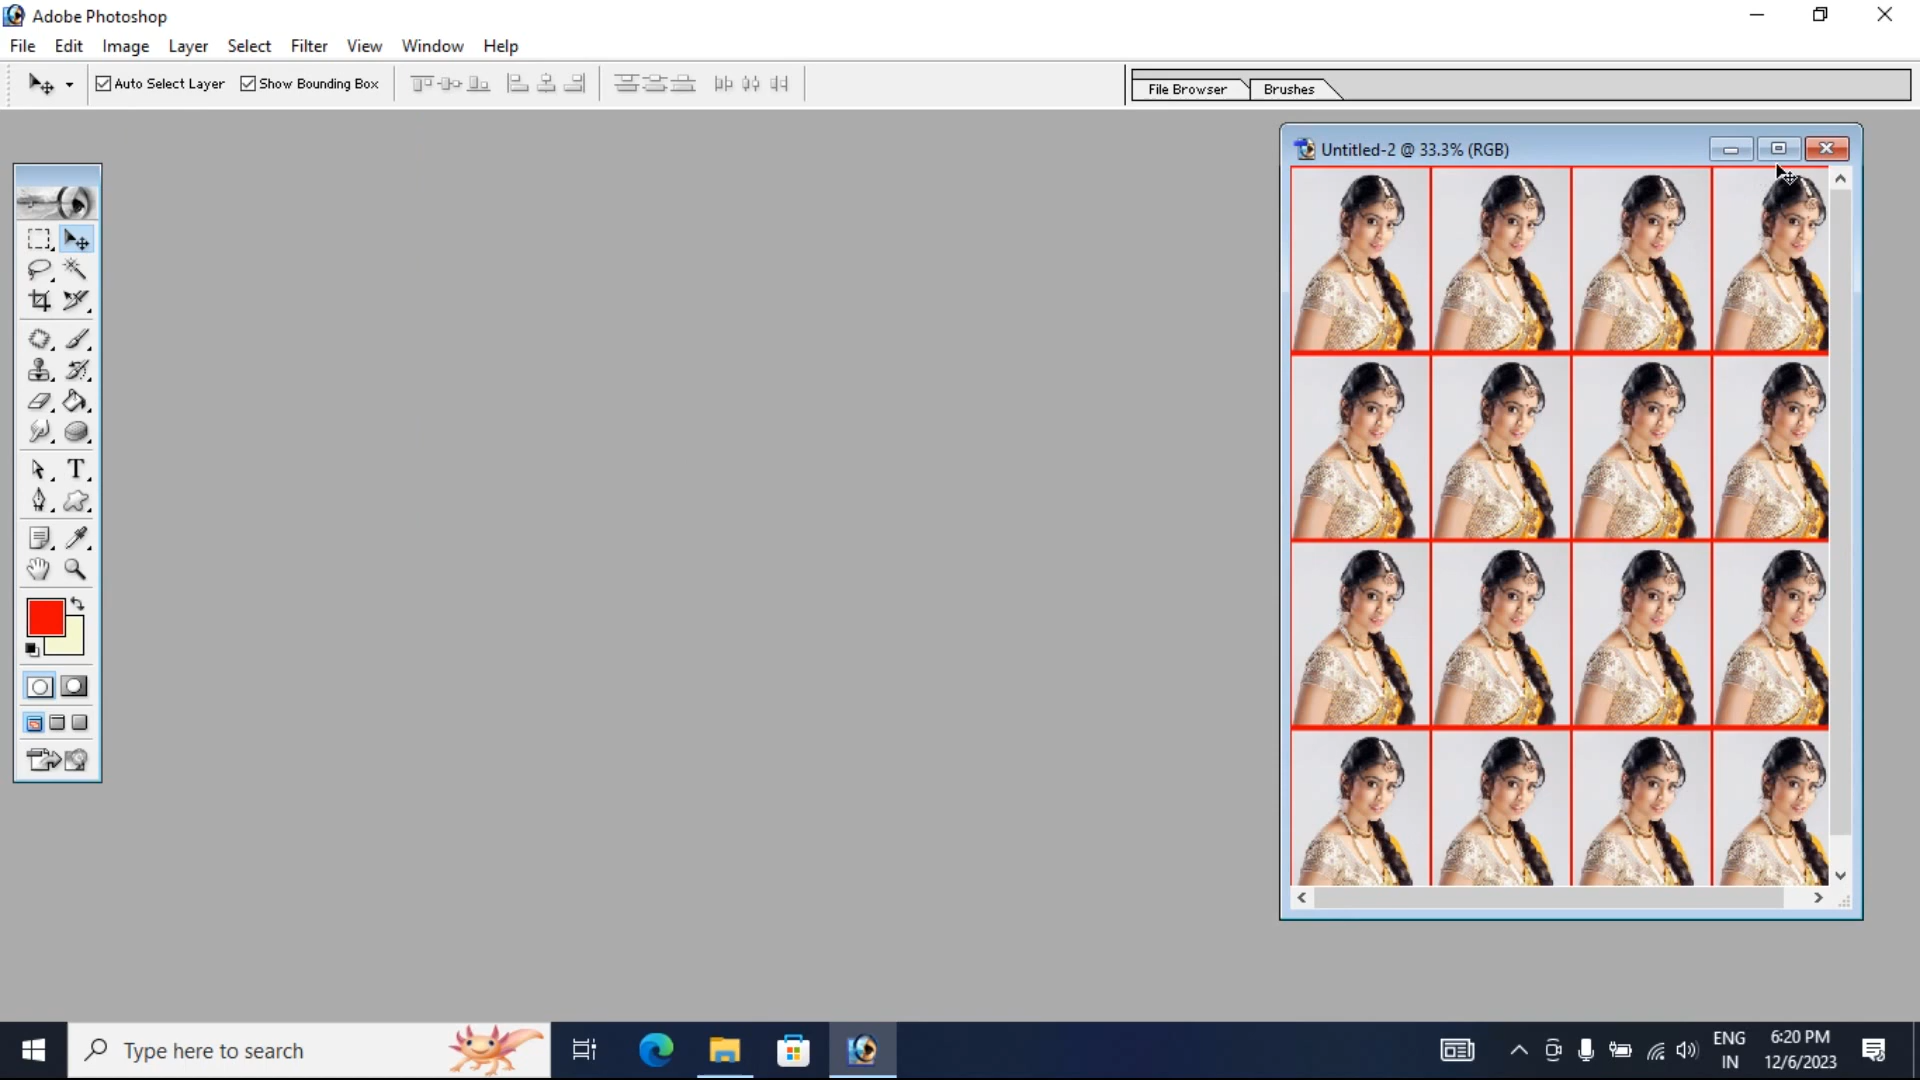 Adobe Photoshop
File Edit Image Layer Select Filter View Window Help
Auto Select Layer Show Bounding Box
File Browser Brushes
Untitled-2 @ 33.3% (RGB)
T
Type here to search
ENG 6:20 PM
IN 12/6/2023